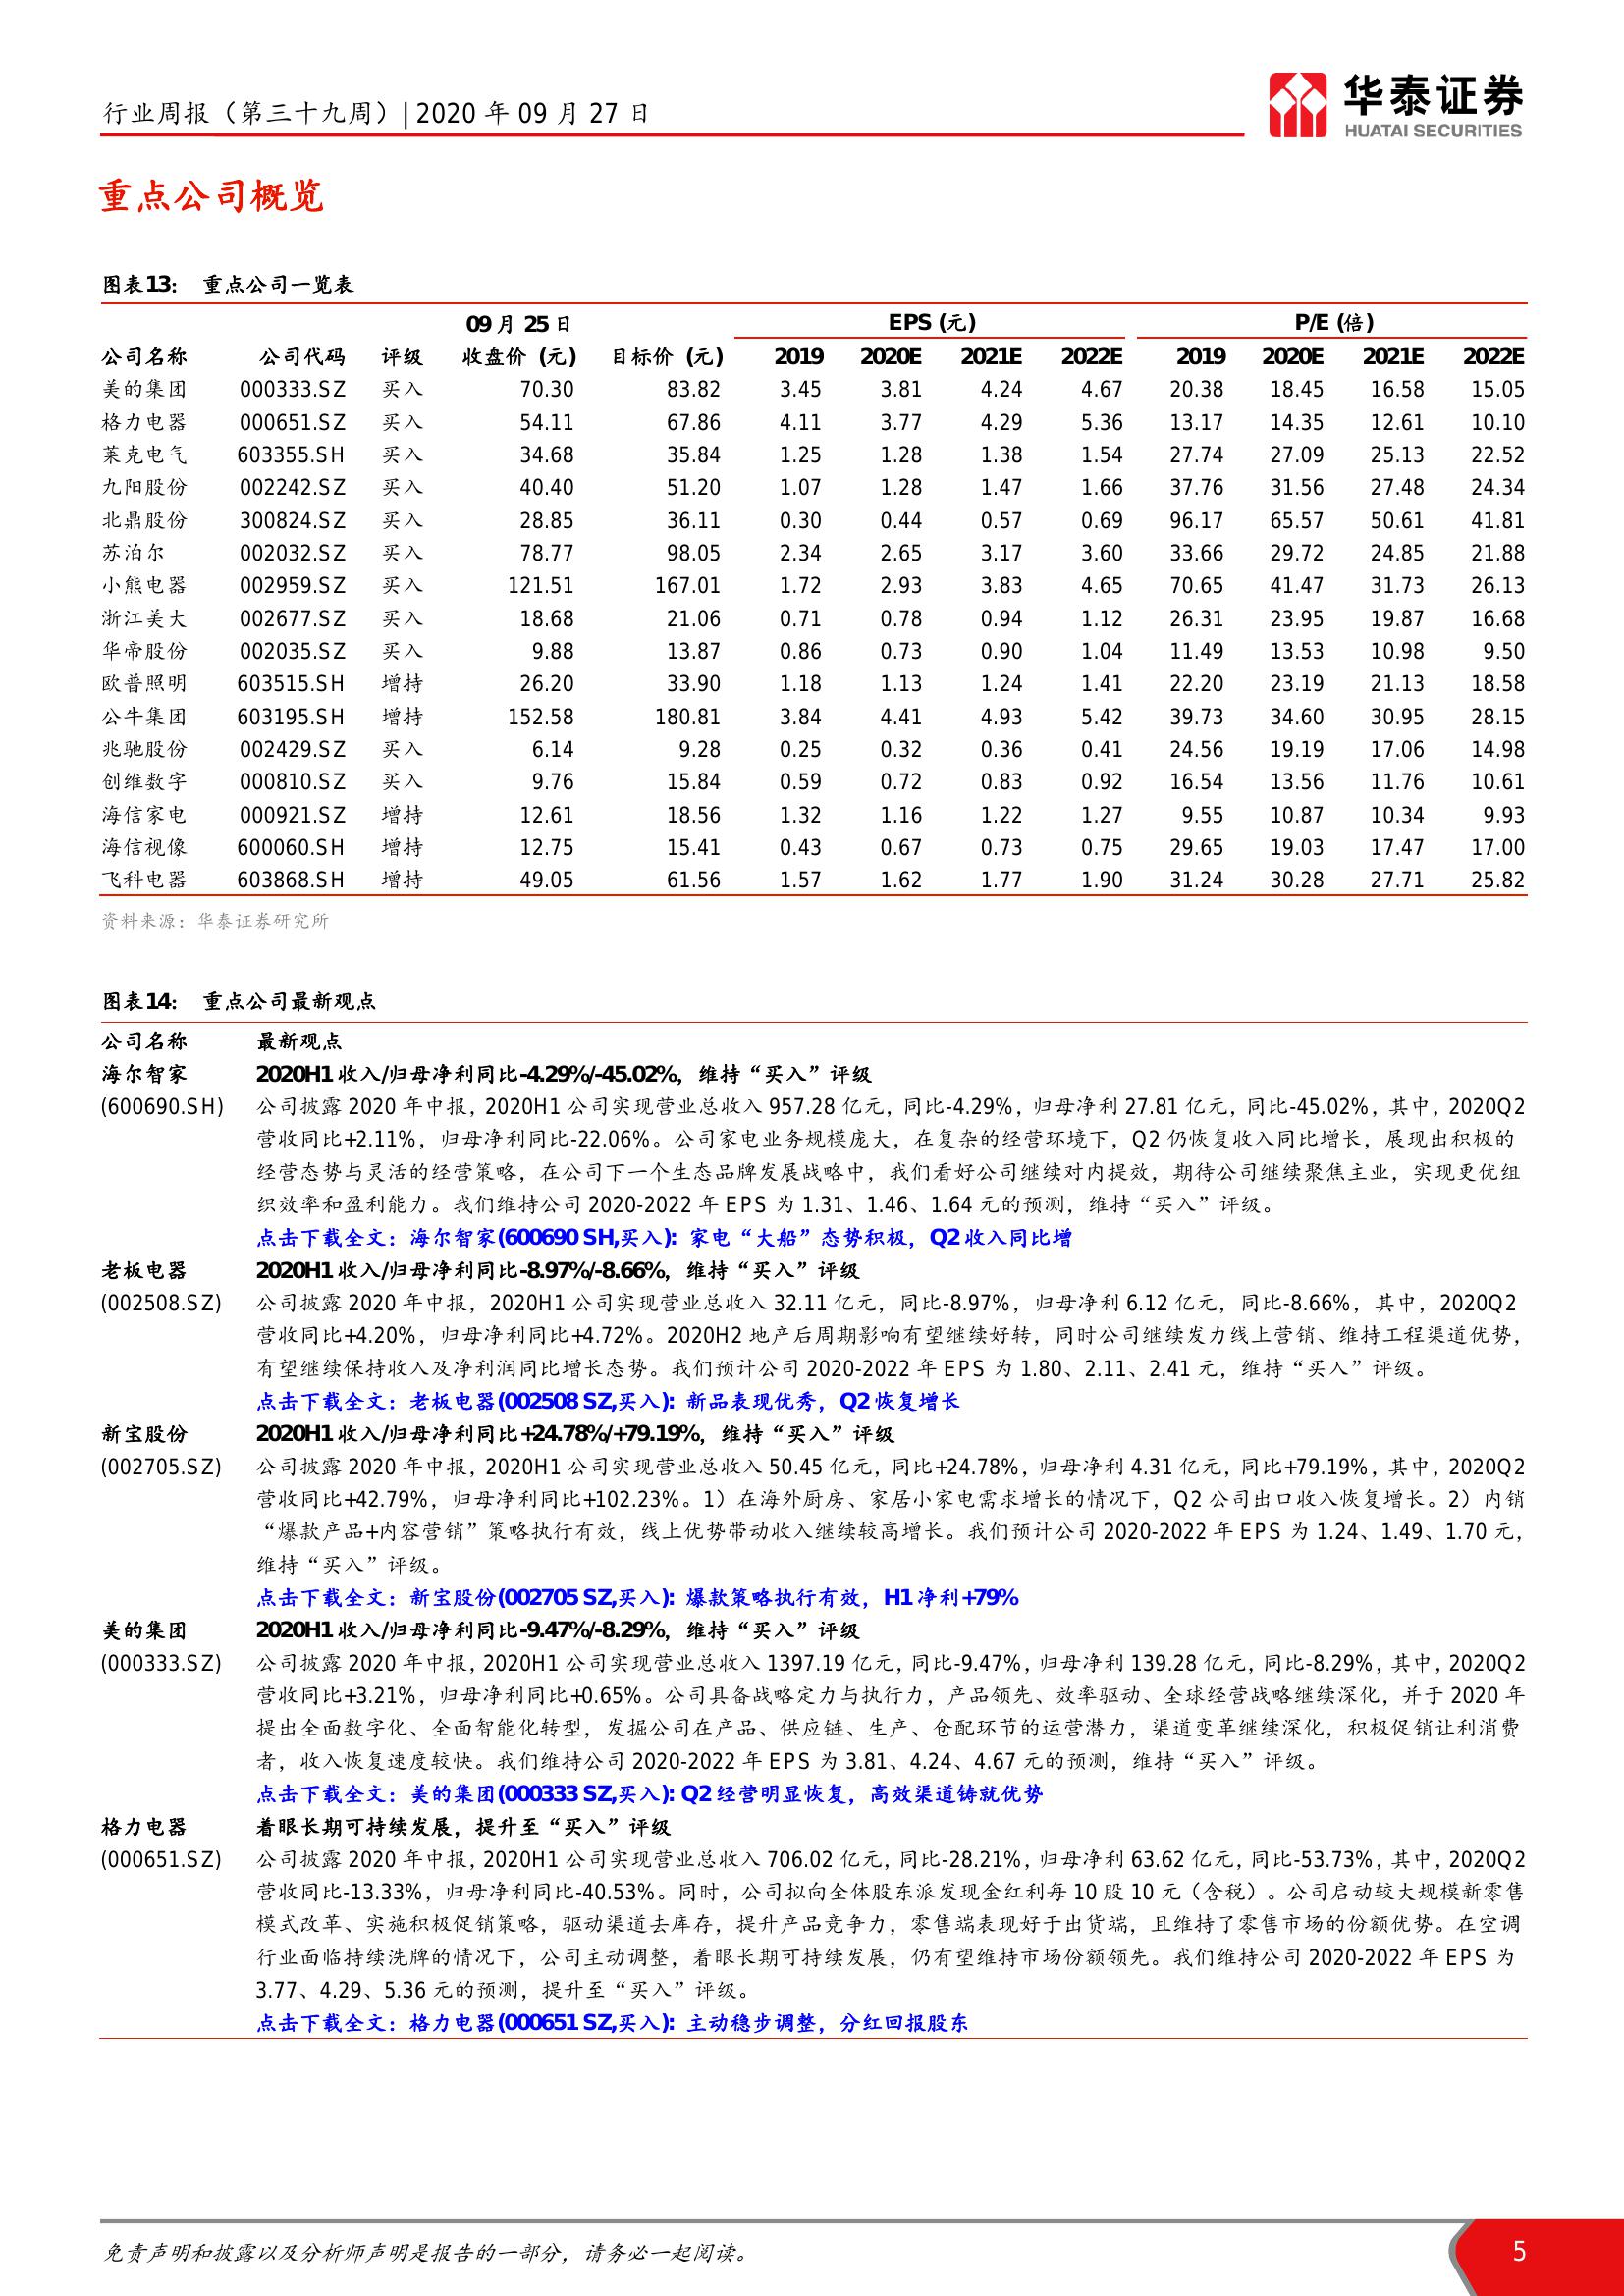 行业周报（第三十九周）| 2020 年 09 月 27 日
华泰证券
HUATAI SECURITIES
重点公司概览
图表13： 重点公司一览表
09 月 25 日 EPS (元) P/E (倍)
公司名称 公司代码 评级 收盘价 (元) 目标价 (元) 2019 2020E 2021E 2022E 2019 2020E 2021E 2022E
美的集团 000333.SZ 买入 70.30 83.82 3.45 3.81 4.24 4.67 20.38 18.45 16.58 15.05
格力电器 000651.SZ 买入 54.11 67.86 4.11 3.77 4.29 5.36 13.17 14.35 12.61 10.10
莱克电气 603355.SH 买入 34.68 35.84 1.25 1.28 1.38 1.54 27.74 27.09 25.13 22.52
九阳股份 002242.SZ 买入 40.40 51.20 1.07 1.28 1.47 1.66 37.76 31.56 27.48 24.34
北鼎股份 300824.SZ 买入 28.85 36.11 0.30 0.44 0.57 0.69 96.17 65.57 50.61 41.81
苏泊尔 002032.SZ 买入 78.77 98.05 2.34 2.65 3.17 3.60 33.66 29.72 24.85 21.88
小熊电器 002959.SZ 买入 121.51 167.01 1.72 2.93 3.83 4.65 70.65 41.47 31.73 26.13
浙江美大 002677.SZ 买入 18.68 21.06 0.71 0.78 0.94 1.12 26.31 23.95 19.87 16.68
华帝股份 002035.SZ 买入 9.88 13.87 0.86 0.73 0.90 1.04 11.49 13.53 10.98 9.50
欧普照明 603515.SH 增持 26.20 33.90 1.18 1.13 1.24 1.41 22.20 23.19 21.13 18.58
公牛集团 603195.SH 增持 152.58 180.81 3.84 4.41 4.93 5.42 39.73 34.60 30.95 28.15
兆驰股份 002429.SZ 买入 6.14 9.28 0.25 0.32 0.36 0.41 24.56 19.19 17.06 14.98
创维数字 000810.SZ 买入 9.76 15.84 0.59 0.72 0.83 0.92 16.54 13.56 11.76 10.61
海信家电 000921.SZ 增持 12.61 18.56 1.32 1.16 1.22 1.27 9.55 10.87 10.34 9.93
海信视像 600060.SH 增持 12.75 15.41 0.43 0.67 0.73 0.75 29.65 19.03 17.47 17.00
飞科电器 603868.SH 增持 49.05 61.56 1.57 1.62 1.77 1.90 31.24 30.28 27.71 25.82
资料来源：华泰证券研究所
图表14： 重点公司最新观点
公司名称 最新观点
海尔智家 2020H1 收入/归母净利同比-4.29%/-45.02%，维持“买入”评级
(600690.SH) 公司披露 2020 年中报，2020H1 公司实现营业总收入 957.28 亿元，同比-4.29%，归母净利 27.81 亿元，同比-45.02%，其中，2020Q2
营收同比+2.11%，归母净利同比-22.06%。公司家电业务规模庞大，在复杂的经营环境下，Q2 仍恢复收入同比增长，展现出积极的
经营态势与灵活的经营策略，在公司下一个生态品牌发展战略中，我们看好公司继续对内提效，期待公司继续聚焦主业，实现更优组
织效率和盈利能力。我们维持公司 2020-2022 年 EPS 为 1.31、1.46、1.64 元的预测，维持“买入”评级。
点击下载全文：海尔智家(600690 SH,买入): 家电“大船”态势积极，Q2 收入同比增
老板电器 2020H1 收入/归母净利同比-8.97%/-8.66%，维持“买入”评级
(002508.SZ) 公司披露 2020 年中报，2020H1 公司实现营业总收入 32.11 亿元，同比-8.97%，归母净利 6.12 亿元，同比-8.66%，其中，2020Q2
营收同比+4.20%，归母净利同比+4.72%。2020H2 地产后周期影响有望继续好转，同时公司继续发力线上营销、维持工程渠道优势，
有望继续保持收入及净利润同比增长态势。我们预计公司 2020-2022 年 EPS 为 1.80、2.11、2.41 元，维持“买入”评级。
点击下载全文：老板电器(002508 SZ,买入): 新品表现优秀，Q2 恢复增长
新宝股份 2020H1 收入/归母净利同比+24.78%/+79.19%，维持“买入”评级
(002705.SZ) 公司披露 2020 年中报，2020H1 公司实现营业总收入 50.45 亿元，同比+24.78%，归母净利 4.31 亿元，同比+79.19%，其中，2020Q2
营收同比+42.79%，归母净利同比+102.23%。1）在海外厨房、家居小家电需求增长的情况下，Q2 公司出口收入恢复增长。2）内销
“爆款产品+内容营销”策略执行有效，线上优势带动收入继续较高增长。我们预计公司 2020-2022 年 EPS 为 1.24、1.49、1.70 元，
维持“买入”评级。
点击下载全文：新宝股份(002705 SZ,买入): 爆款策略执行有效，H1 净利+79%
美的集团 2020H1 收入/归母净利同比-9.47%/-8.29%，维持“买入”评级
(000333.SZ) 公司披露 2020 年中报，2020H1 公司实现营业总收入 1397.19 亿元，同比-9.47%，归母净利 139.28 亿元，同比-8.29%，其中，2020Q2
营收同比+3.21%，归母净利同比+0.65%。公司具备战略定力与执行力，产品领先、效率驱动、全球经营战略继续深化，并于 2020 年
提出全面数字化、全面智能化转型，发掘公司在产品、供应链、生产、仓配环节的运营潜力，渠道变革继续深化，积极促销让利消费
者，收入恢复速度较快。我们维持公司 2020-2022 年 EPS 为 3.81、4.24、4.67 元的预测，维持“买入”评级。
点击下载全文：美的集团(000333 SZ,买入): Q2 经营明显恢复，高效渠道铸就优势
格力电器 着眼长期可持续发展，提升至“买入”评级
(000651.SZ) 公司披露 2020 年中报，2020H1 公司实现营业总收入 706.02 亿元，同比-28.21%，归母净利 63.62 亿元，同比-53.73%，其中，2020Q2
营收同比-13.33%，归母净利同比-40.53%。同时，公司拟向全体股东派发现金红利每 10 股 10 元（含税）。公司启动较大规模新零售
模式改革、实施积极促销策略，驱动渠道去库存，提升产品竞争力，零售端表现好于出货端，且维持了零售市场的份额优势。在空调
行业面临持续洗牌的情况下，公司主动调整，着眼长期可持续发展，仍有望维持市场份额领先。我们维持公司 2020-2022 年 EPS 为
3.77、4.29、5.36 元的预测，提升至“买入”评级。
点击下载全文：格力电器(000651 SZ,买入): 主动稳步调整，分红回报股东
免责声明和披露以及分析师声明是报告的一部分，请务必一起阅读。 5